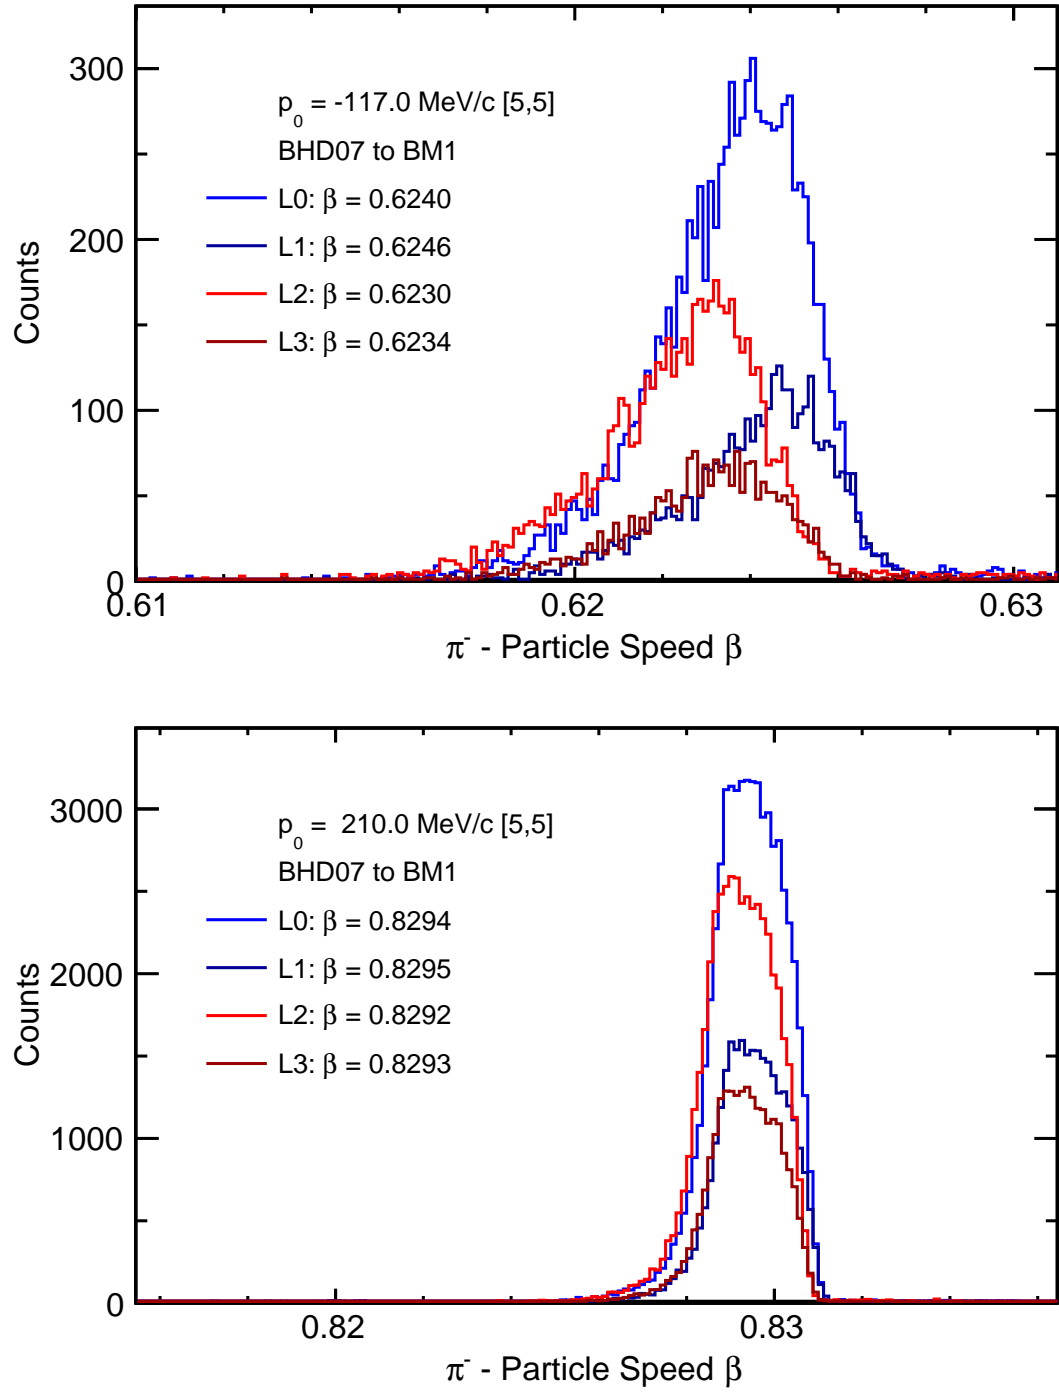 300
200
100
0
Counts
p0 = -117.0 MeV/c [5,5]
BHD07 to BM1
L0: β = 0.6240
L1: β = 0.6246
L2: β = 0.6230
L3: β = 0.6234
0.61 0.62 0.63
π- - Particle Speed β
3000
2000
1000
0
Counts
p0 = 210.0 MeV/c [5,5]
BHD07 to BM1
L0: β = 0.8294
L1: β = 0.8295
L2: β = 0.8292
L3: β = 0.8293
0.82 0.83
π- - Particle Speed β